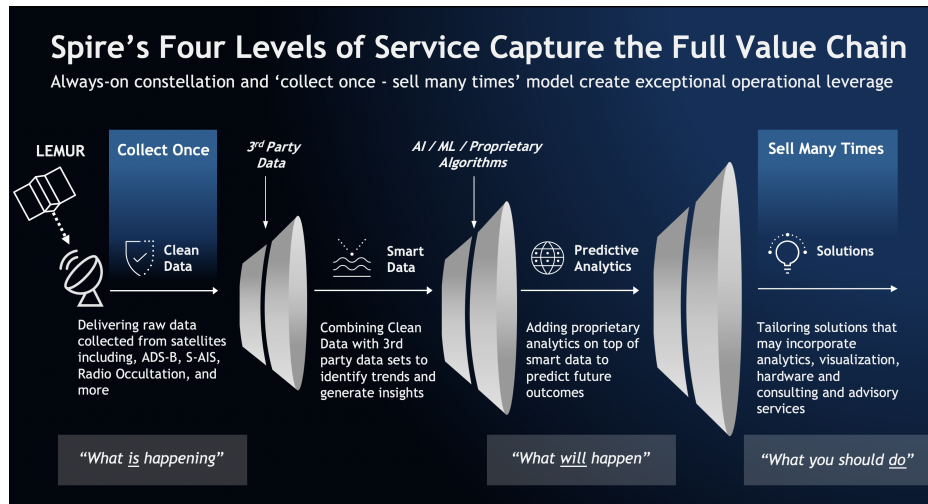 Spire’s Four Levels of Service Capture the Full Value Chain
Always-on constellation and ‘collect once - sell many times’ model create exceptional operational leverage
LEMUR
Collect Once
3rd Party
Data
AI / ML / Proprietary
Algorithms
Sell Many Times
Clean
Data
Smart
Data
Predictive
Analytics
Solutions
Delivering raw data
collected from satellites
including, ADS-B, S-AIS,
Radio Occultation, and
more
Combining Clean
Data with 3rd
party data sets to
identify trends and
generate insights
Adding proprietary
analytics on top of
smart data to
predict future
outcomes
Tailoring solutions that
may incorporate
analytics, visualization,
hardware and
consulting and advisory
services
“What is happening”
“What will happen”
“What you should do”